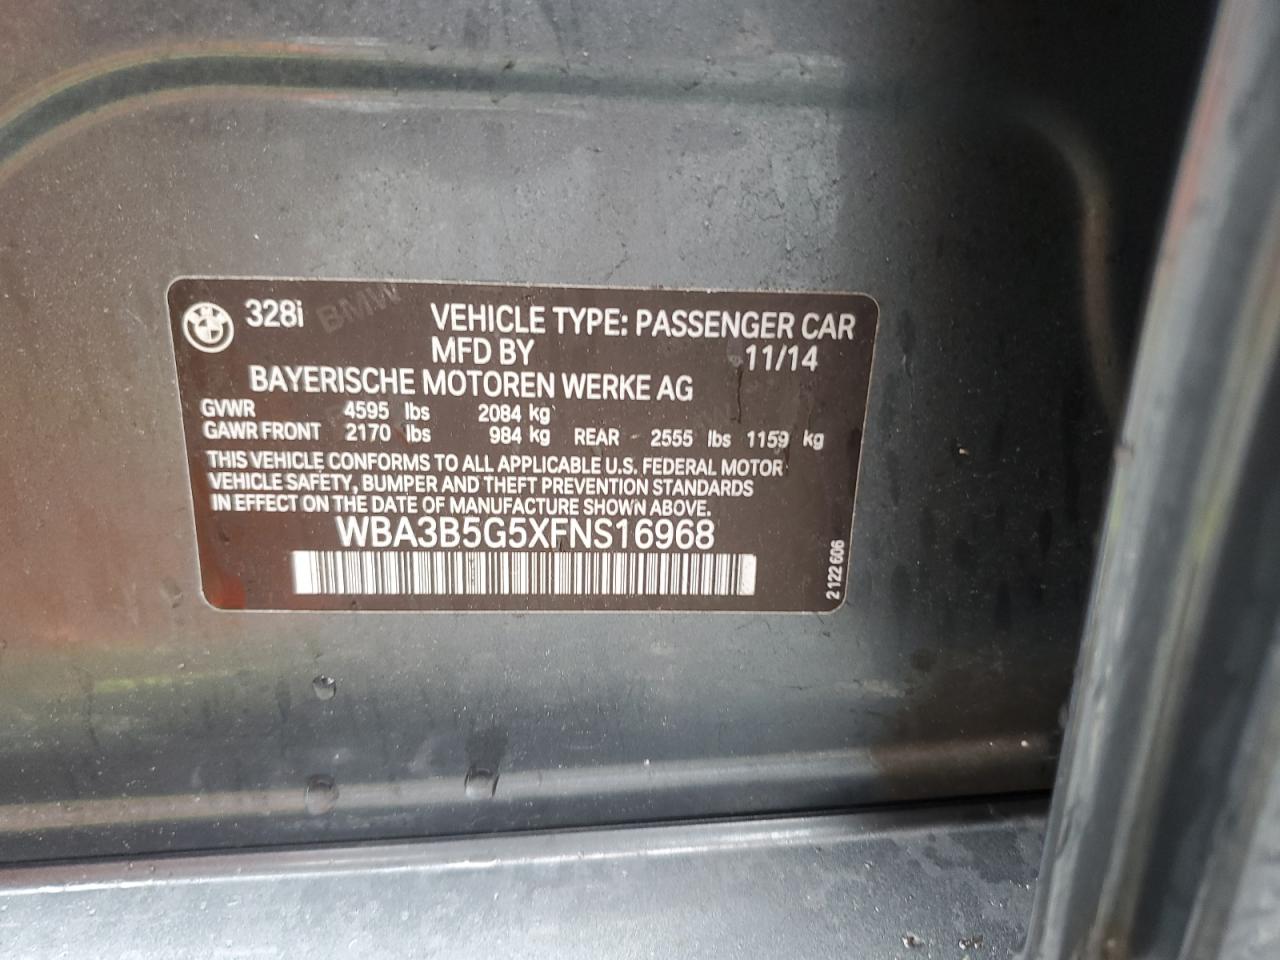 328i VEHICLE TYPE: PASSENGER CAR
MFD BY 11/14
BAYERISCHE MOTOREN WERKE AG
GVWR 4595 lbs 2084 kg
GAWR FRONT 2170 lbs 984 kg REAR 2555 lbs 1159 kg
THIS VEHICLE CONFORMS TO ALL APPLICABLE U.S. FEDERAL MOTOR
VEHICLE SAFETY, BUMPER AND THEFT PREVENTION STANDARDS
IN EFFECT ON THE DATE OF MANUFACTURE SHOWN ABOVE.
WBA3B5G5XFNS16968
2 122 606
BMW